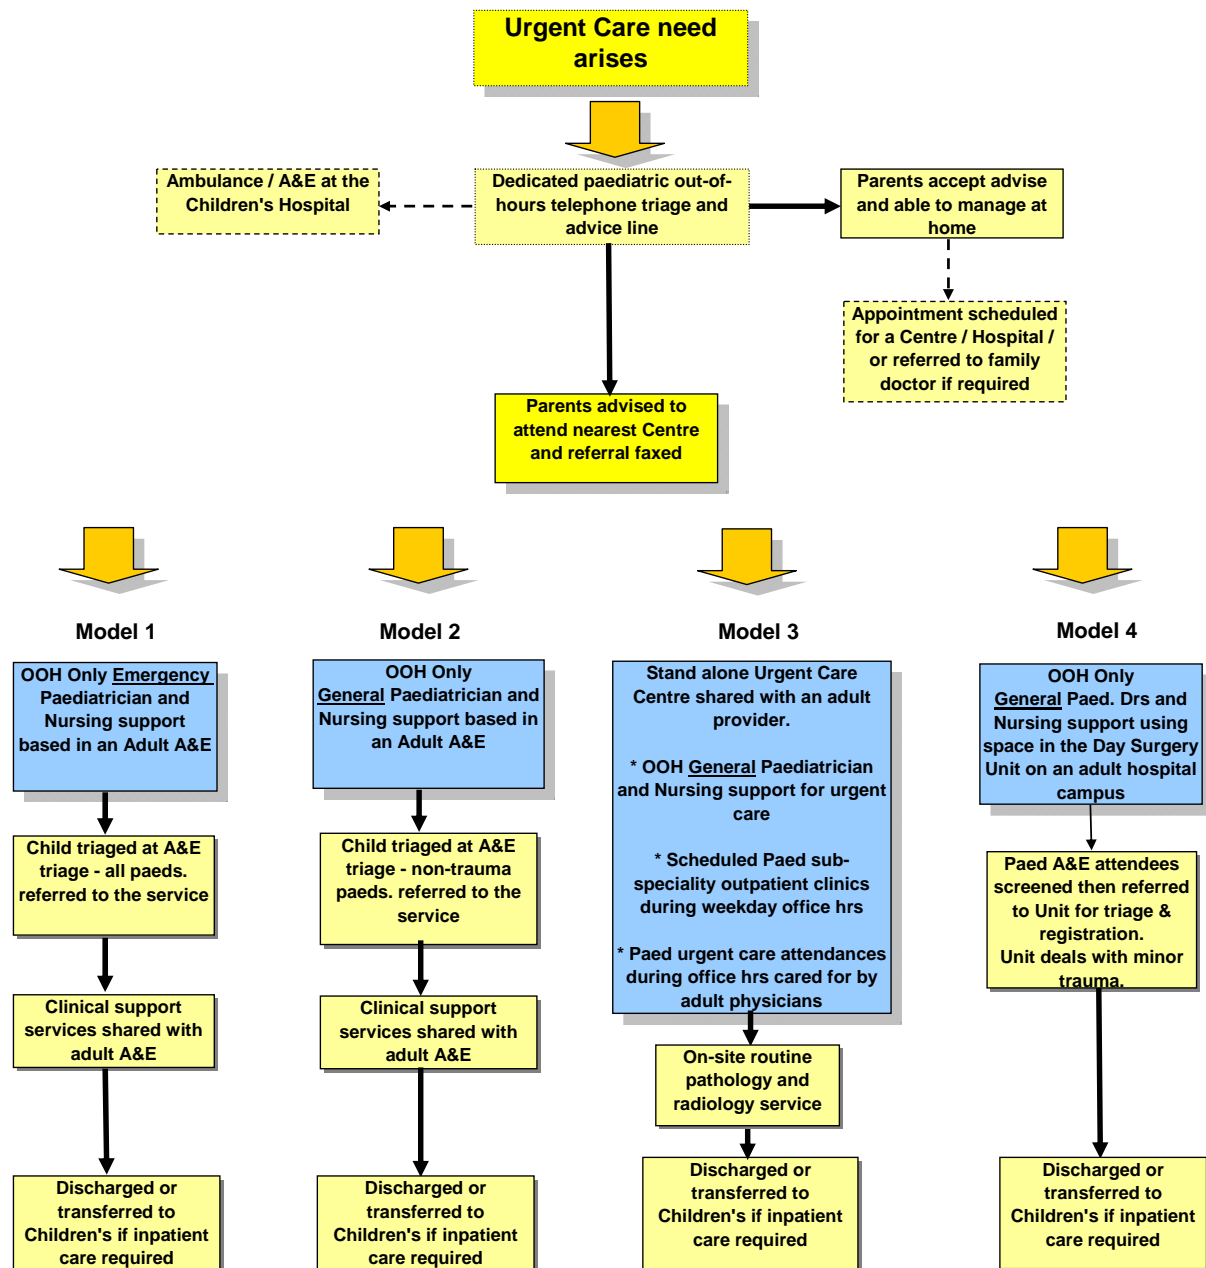 Urgent Care need
arises
Ambulance / A&E at the
Children's Hospital
Dedicated paediatric out-of-
hours telephone triage and
advice line
Parents accept advise
and able to manage at
home
Appointment scheduled
for a Centre / Hospital /
or referred to family
doctor if required
Parents advised to
attend nearest Centre
and referral faxed
Model 1
OOH Only Emergency
Paediatrician and
Nursing support
based in an Adult A&E
Child triaged at A&E
triage - all paeds.
referred to the service
Clinical support
services shared with
adult A&E
Discharged or
transferred to
Children's if inpatient
care required
Model 2
OOH Only
General Paediatrician and
Nursing support based in
an Adult A&E
Child triaged at A&E
triage - non-trauma
paeds. referred to the
service
Clinical support
services shared with
adult A&E
Discharged or
transferred to
Children's if inpatient
care required
Model 3
Stand alone Urgent Care
Centre shared with an adult
provider.
* OOH General Paediatrician
and Nursing support for urgent
care
* Scheduled Paed sub-
speciality outpatient clinics
during weekday office hrs
* Paed urgent care attendances
during office hrs cared for by
adult physicians
On-site routine
pathology and
radiology service
Discharged or
transferred to
Children's if inpatient
care required
Model 4
OOH Only
General Paed. Drs and
Nursing support using
space in the Day Surgery
Unit on an adult hospital
campus
Paed A&E attendees
screened then referred
to Unit for triage &
registration.
Unit deals with minor
trauma.
Discharged or
transferred to
Children's if inpatient
care required